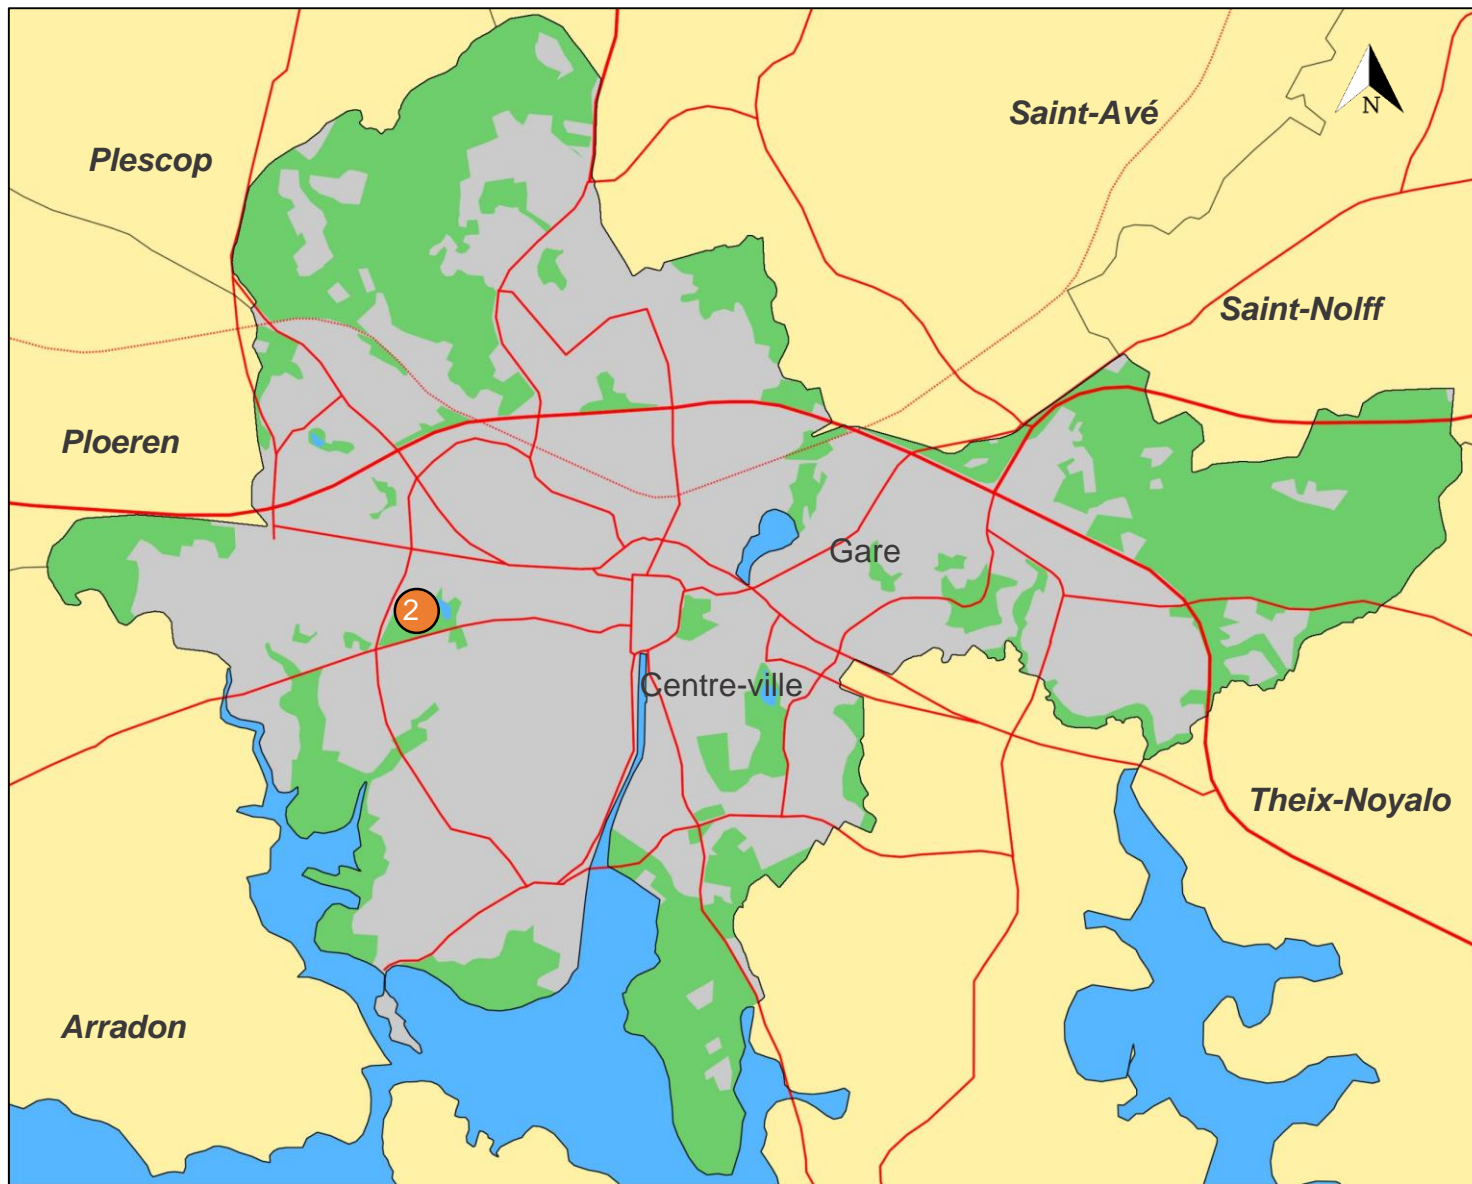 Saint-Avé
N
Plescop
Saint-Nolff
Ploeren
Gare
2
Centre-ville
Theix-Noyalo
Arradon